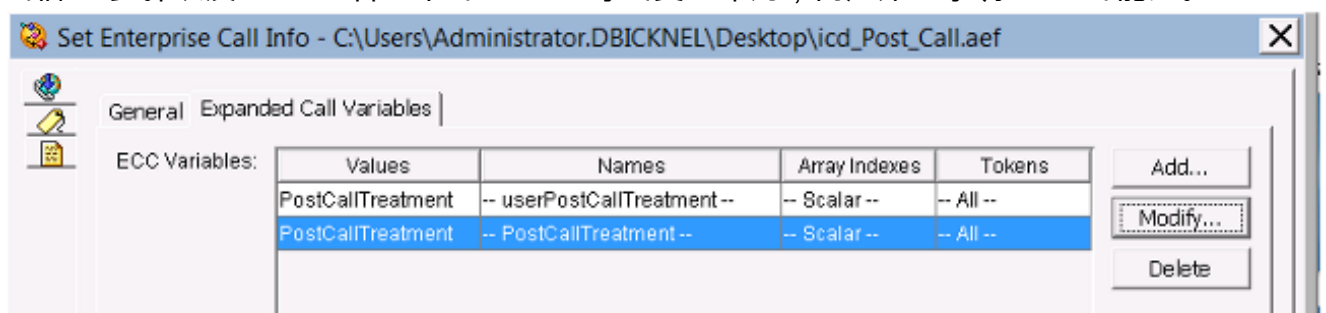 Set Enterprise Call Info - C:\Users\Administrator.DBICKNEL\Desktop\icd_Post_Call.aef
General Expanded Call Variables
ECC Variables: Values Names Array Indexes Tokens Add...
PostCallTreatment -- userPostCallTreatment -- -- Scalar -- -- All --
Modify...
PostCallTreatment -- PostCallTreatment -- -- Scalar -- -- All --
Delete